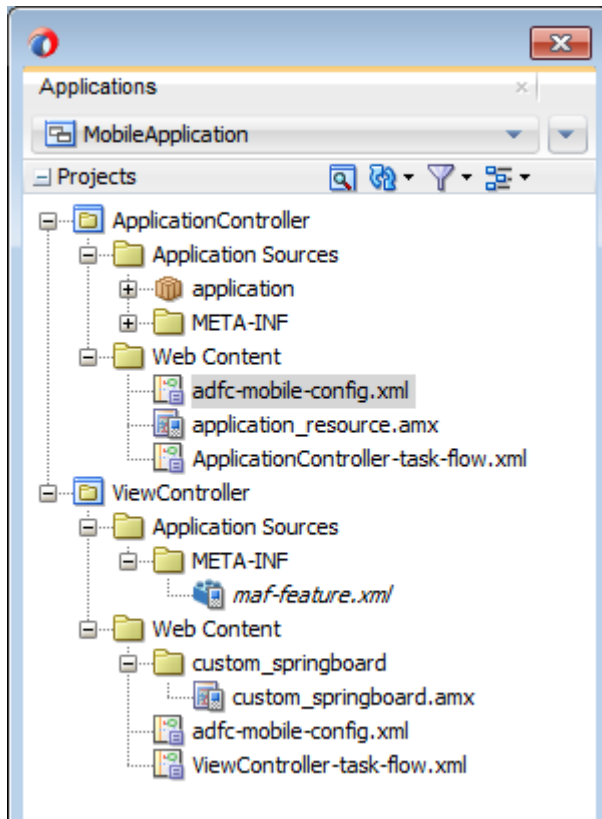 Applications
MobileApplication
Projects
ApplicationController
Application Sources
application
META-INF
Web Content
adfc-mobile-config.xml
application_resource.amx
ApplicationController-task-flow.xml
ViewController
Application Sources
META-INF
maf-feature.xml
Web Content
custom_springboard
custom_springboard.amx
adfc-mobile-config.xml
ViewController-task-flow.xml